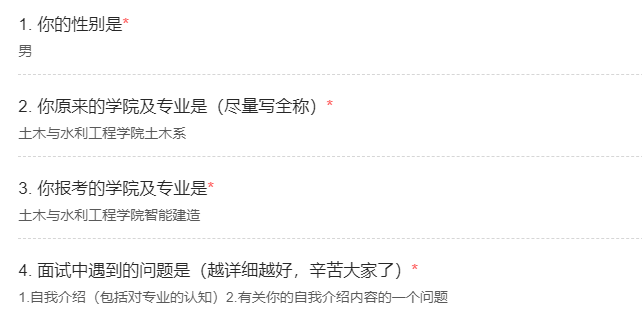 1. 你的性别是*
男
2. 你原来的学院及专业是（尽量写全称）*
土木与水利工程学院土木系
3. 你报考的学院及专业是*
土木与水利工程学院智能建造
4. 面试中遇到的问题是（越详细越好，辛苦大家了）*
1.自我介绍（包括对专业的认知）2.有关你的自我介绍内容的一个问题